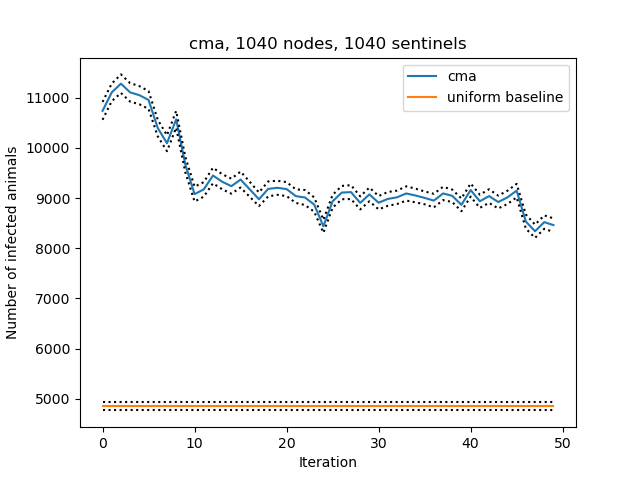 cma, 1040 nodes, 1040 sentinels
cma
uniform baseline
Number of infected animals
11000
10000
9000
8000
7000
6000
5000
0 10 20 30 40 50
Iteration